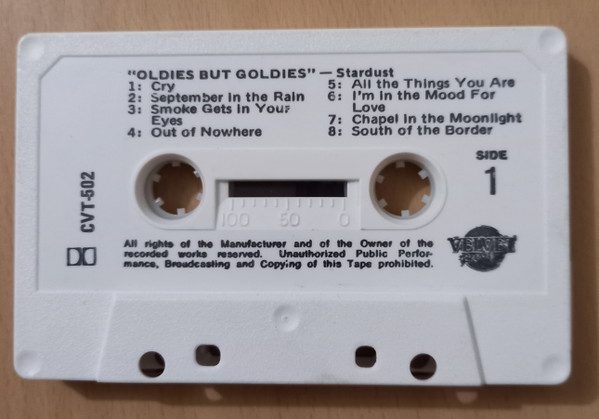 "OLDIES BUT GOLDIES" — Stardust
1: Cry
2: September in the Rain
3: Smoke Gets in Your
Eyes
4: Out of Nowhere
5: All the Things You Are
6: I'm in the Mood For
Love
7: Chapel in the Moonlight
8: South of the Border
SIDE
1
CVT-502
100 50 0
All rights of the Manufacturer and of the Owner of the
recorded works reserved. Unauthorized Public Perfor-
mance, Broadcasting and Copying of this Tape prohibited.
VELVET